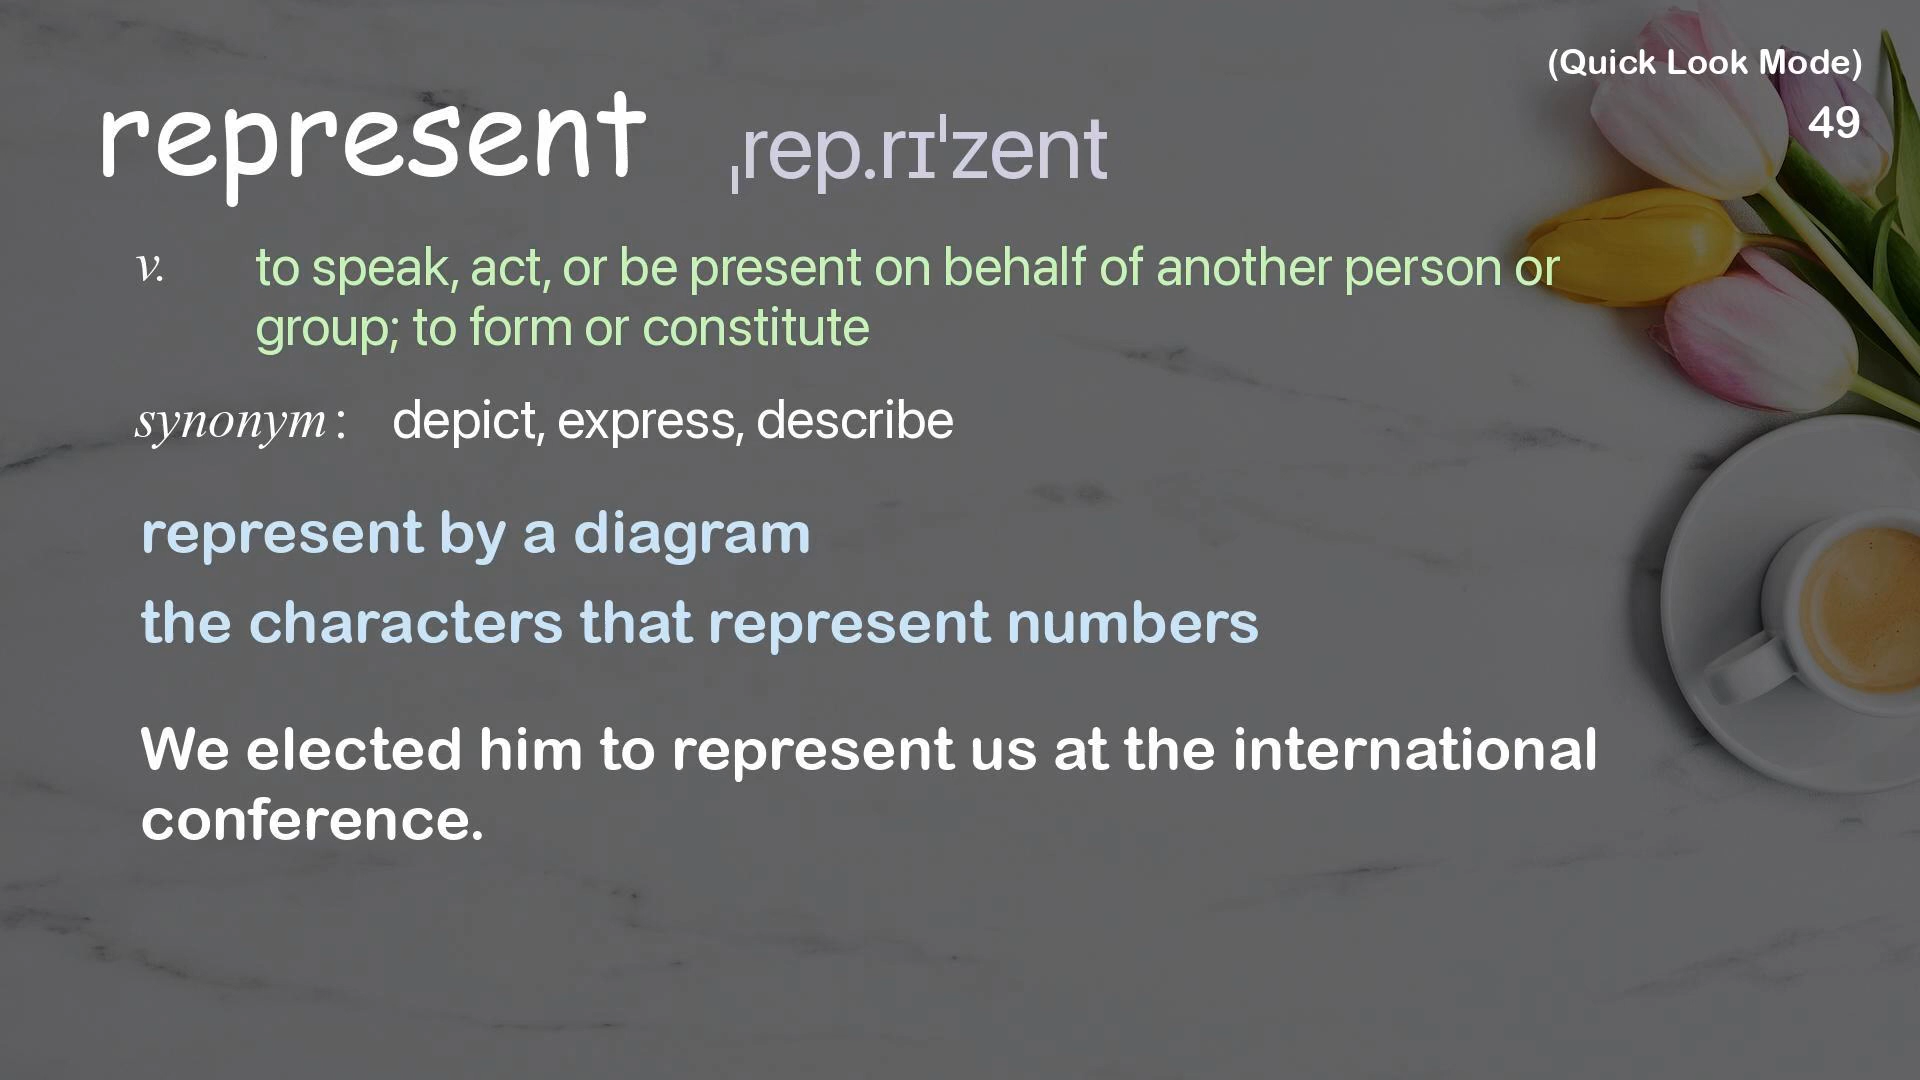 (Quick Look Mode)
49
represent ˌrep.rɪˈzent
v. to speak, act, or be present on behalf of another person or
group; to form or constitute
synonym: depict, express, describe
represent by a diagram
the characters that represent numbers
We elected him to represent us at the international
conference.